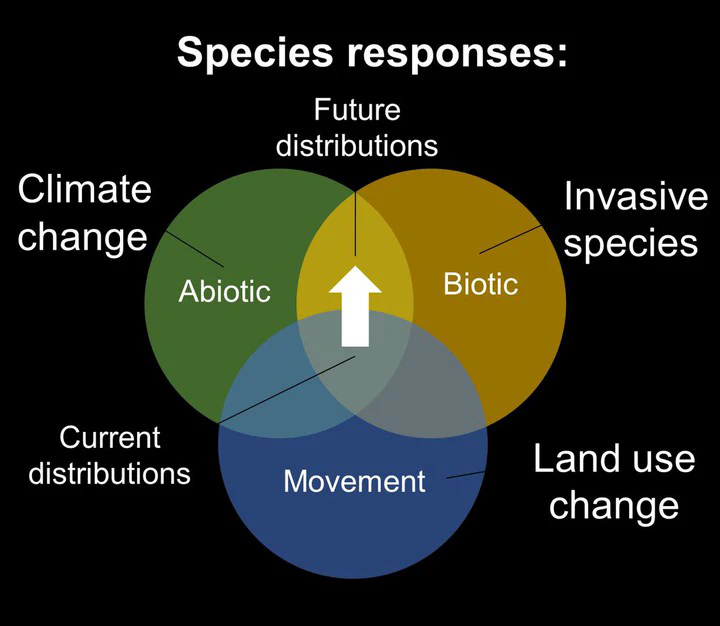 Species responses:
Future
distributions
Climate
change
Invasive
species
Abiotic
Biotic
Current
distributions
Movement
Land use
change